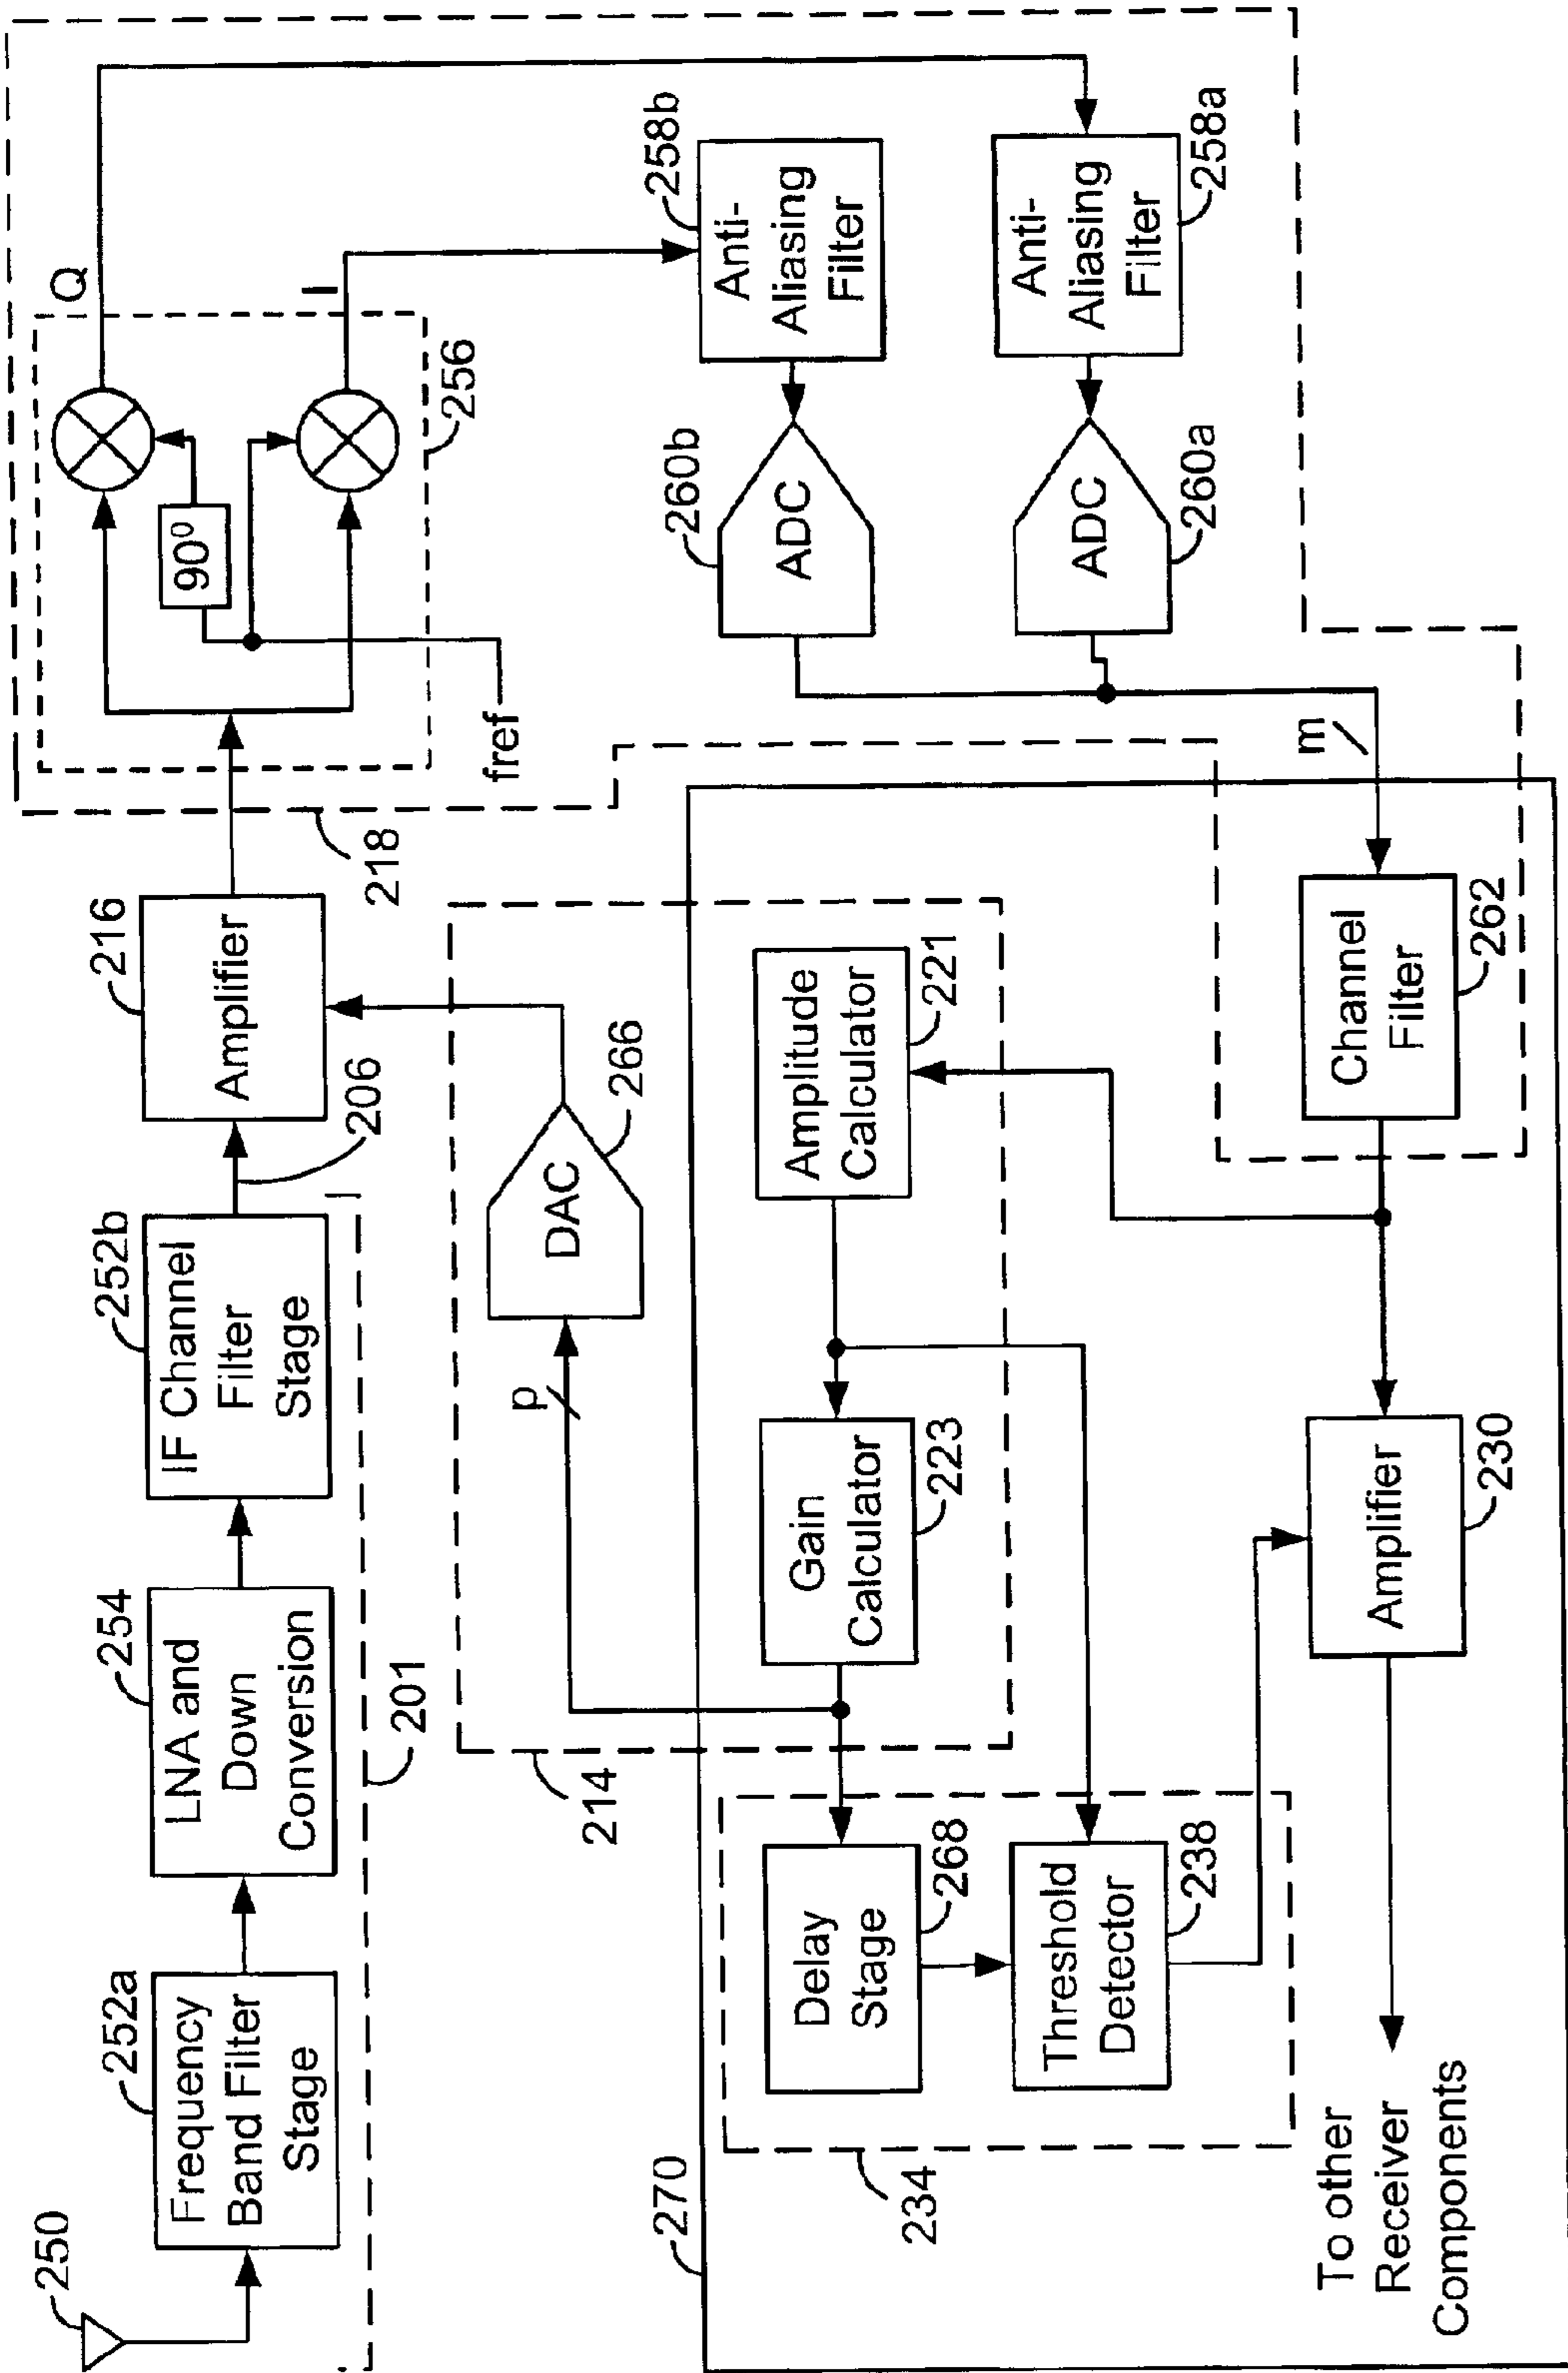 250
252a
Frequency
Band Filter
Stage
254
LNA and
Down
Conversion
252b
IF Channel
Filter
Stage
201
206
216
Amplifier
218
Q
90⁰
I
256
fref
258b
Anti-
Aliasing
Filter
260b
ADC
258a
Anti-
Aliasing
Filter
260a
ADC
m
214
p
DAC
266
Amplitude
Calculator
221
Gain
Calculator
223
Channel
Filter
262
270
234
Delay
Stage
268
Threshold
Detector
238
Amplifier
230
To other
Receiver
Components